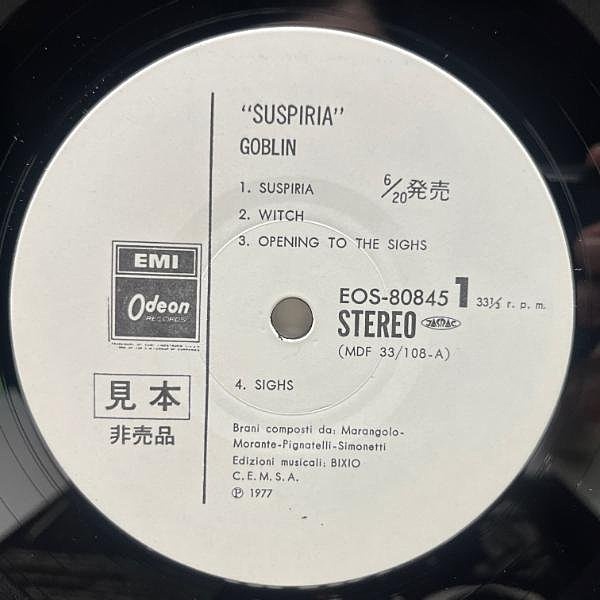 "SUSPIRIA"
GOBLIN
1. SUSPIRIA
6/20発売
2. WITCH
3. OPENING TO THE SIGHS
EMI
Odeon
RECORDS
EOS-80845 1 33⅓ r. p. m.
STEREO JASRAC
(MDF 33/108-A)
4. SIGHS
見本
非売品
Brani composti da: Marangolo-
Morante-Pignatelli-Simonetti
Edizioni musicali: BIXIO
C. E. M. S. A.
℗ 1977